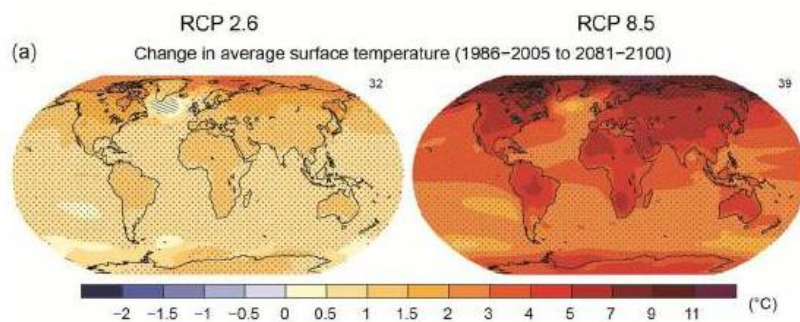 RCP 2.6 RCP 8.5
(a) Change in average surface temperature (1986−2005 to 2081−2100)
32 39
−2 −1.5 −1 −0.5 0 0.5 1 1.5 2 3 4 5 7 9 11 (°C)